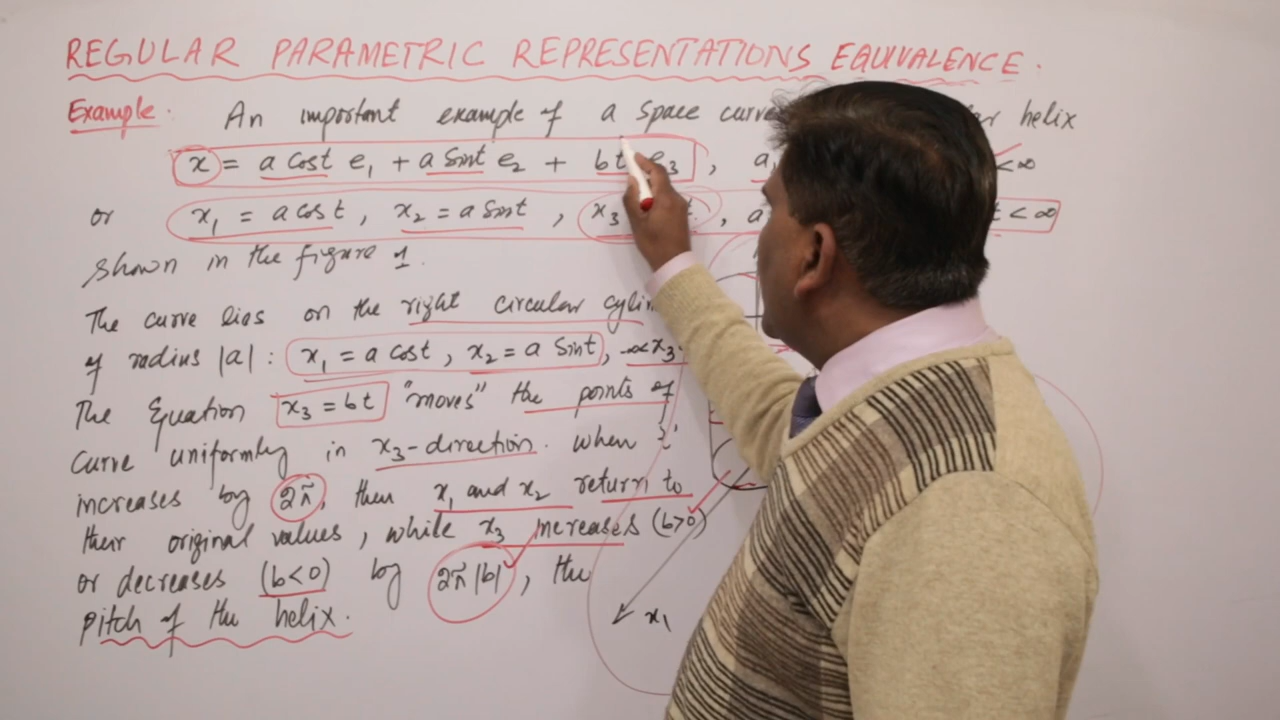 REGULAR PARAMETRIC REPRESENTATIONS EQUIVALENCE.
Example. An important example of a space curve helix
x = a cost e₁ + a sint e₂ + bt e₃ , a, <∞
or x₁ = a cos t , x₂ = a sint , x₃ , a t < ∞
shown in the figure 1.
The curve lies on the right circular
of radius |a| : x₁ = a cost , x₂ = a sint , -∞<x₃
The Equation x₃ = bt "moves" the points of
curve uniformly in x₃-direction. when 't'
increases by 2π, then x₁ and x₂ return to
their original values, while x₃ increases (b>0)
or decreases (b<0) by 2π|b| , the
pitch of the helix.
x₁